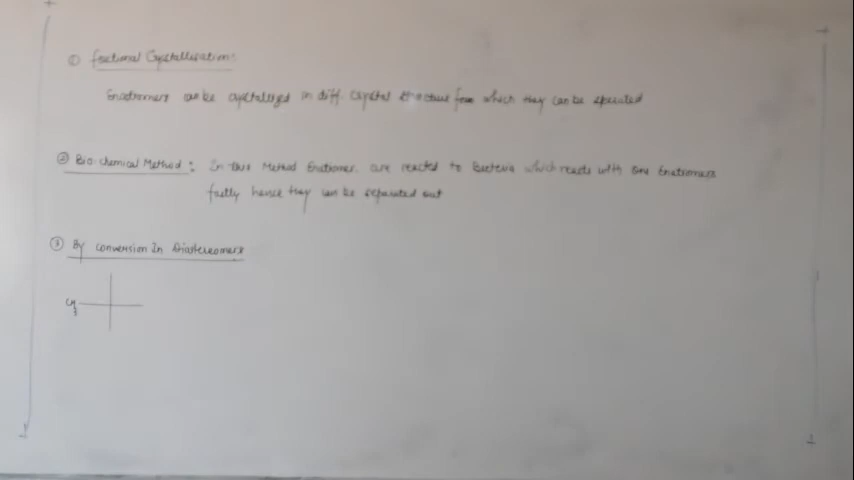 ① Fractional Crystallisation:
Enantiomers can be crystallized in diff. crystal structure from which they can be seperated
② Bio-chemical Method : In this Method Enantiomer are reacted to Bacteria which reacts with one Enantiomers
fastly hence they can be separated out
③ By Conversion In Diastereomers
CH3